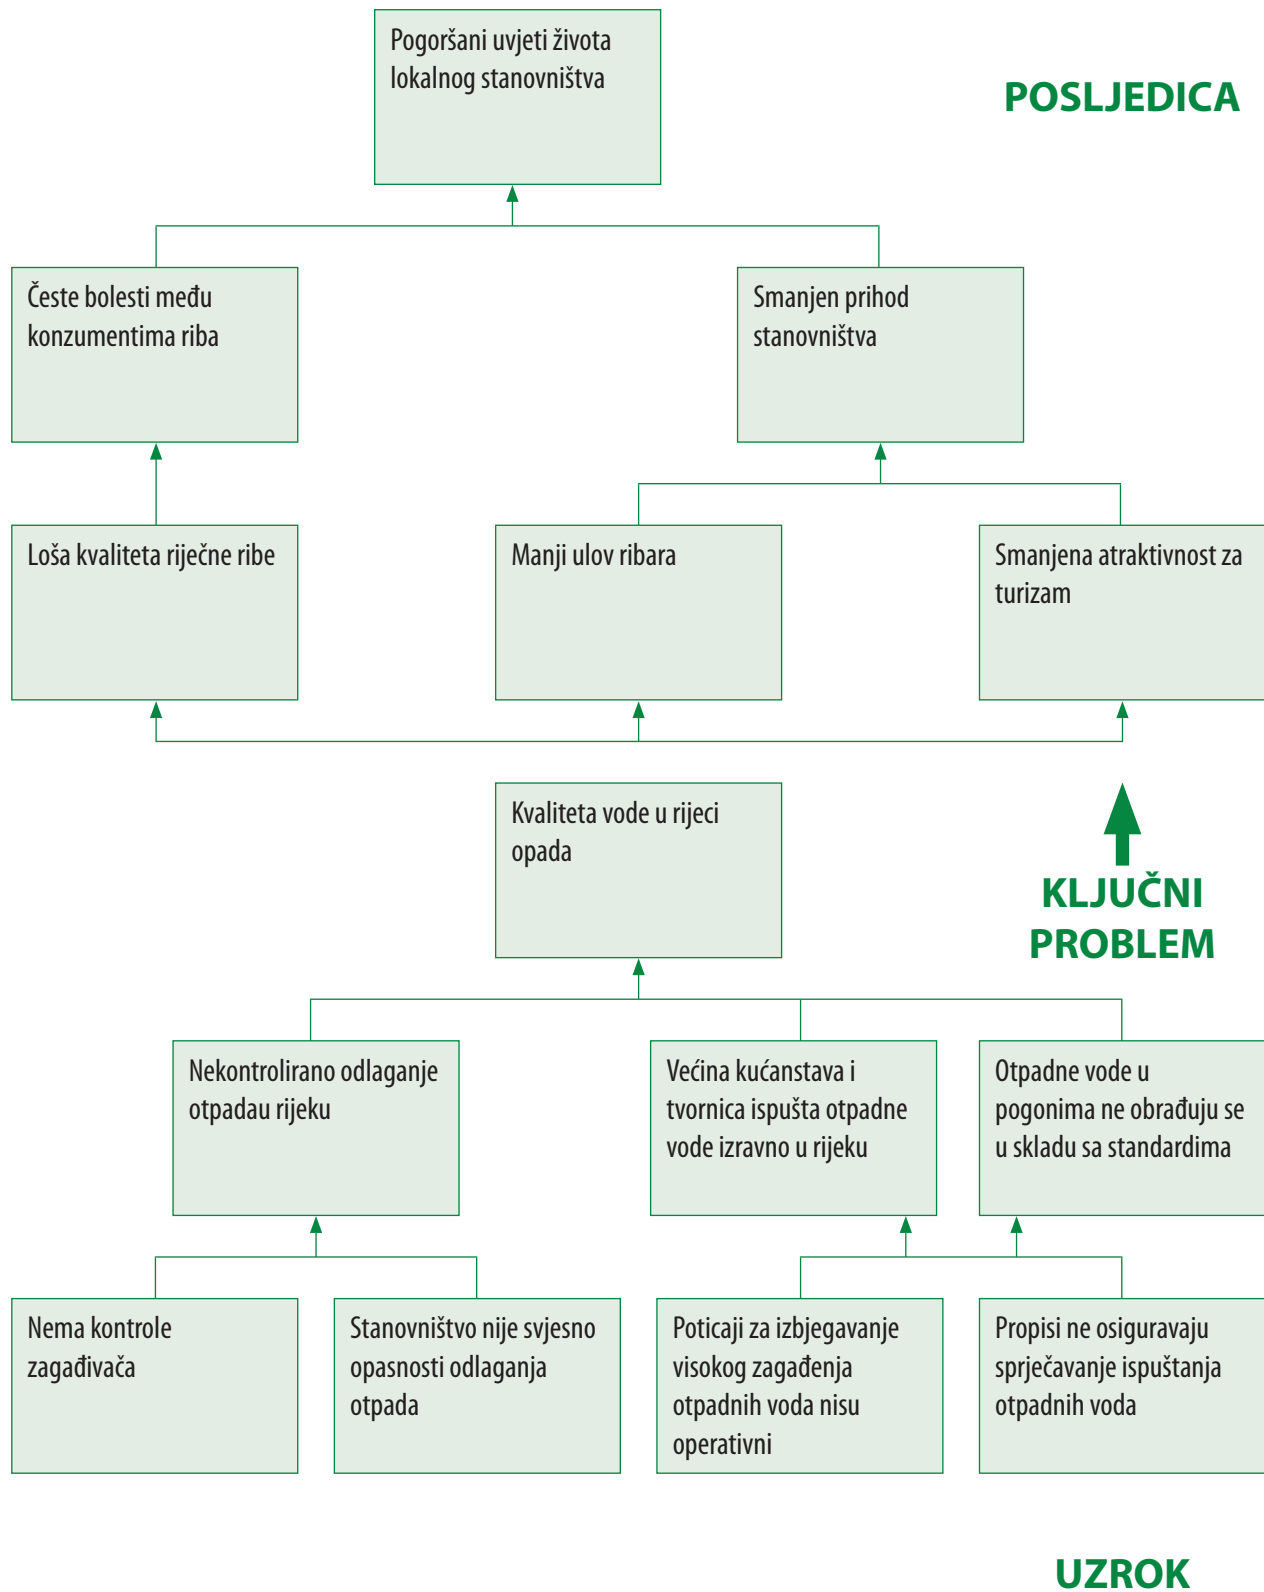 Pogoršani uvjeti života
lokalnog stanovništva
POSLJEDICA
Česte bolesti među
konzumentima riba
Smanjen prihod
stanovništva
Loša kvaliteta riječne ribe
Manji ulov ribara
Smanjena atraktivnost za
turizam
Kvaliteta vode u rijeci
opada
KLJUČNI
PROBLEM
Nekontrolirano odlaganje
otpadau rijeku
Većina kućanstava i
tvornica ispušta otpadne
vode izravno u rijeku
Otpadne vode u
pogonima ne obrađuju se
u skladu sa standardima
Nema kontrole
zagađivača
Stanovništvo nije svjesno
opasnosti odlaganja
otpada
Poticaji za izbjegavanje
visokog zagađenja
otpadnih voda nisu
operativni
Propisi ne osiguravaju
sprječavanje ispuštanja
otpadnih voda
UZROK